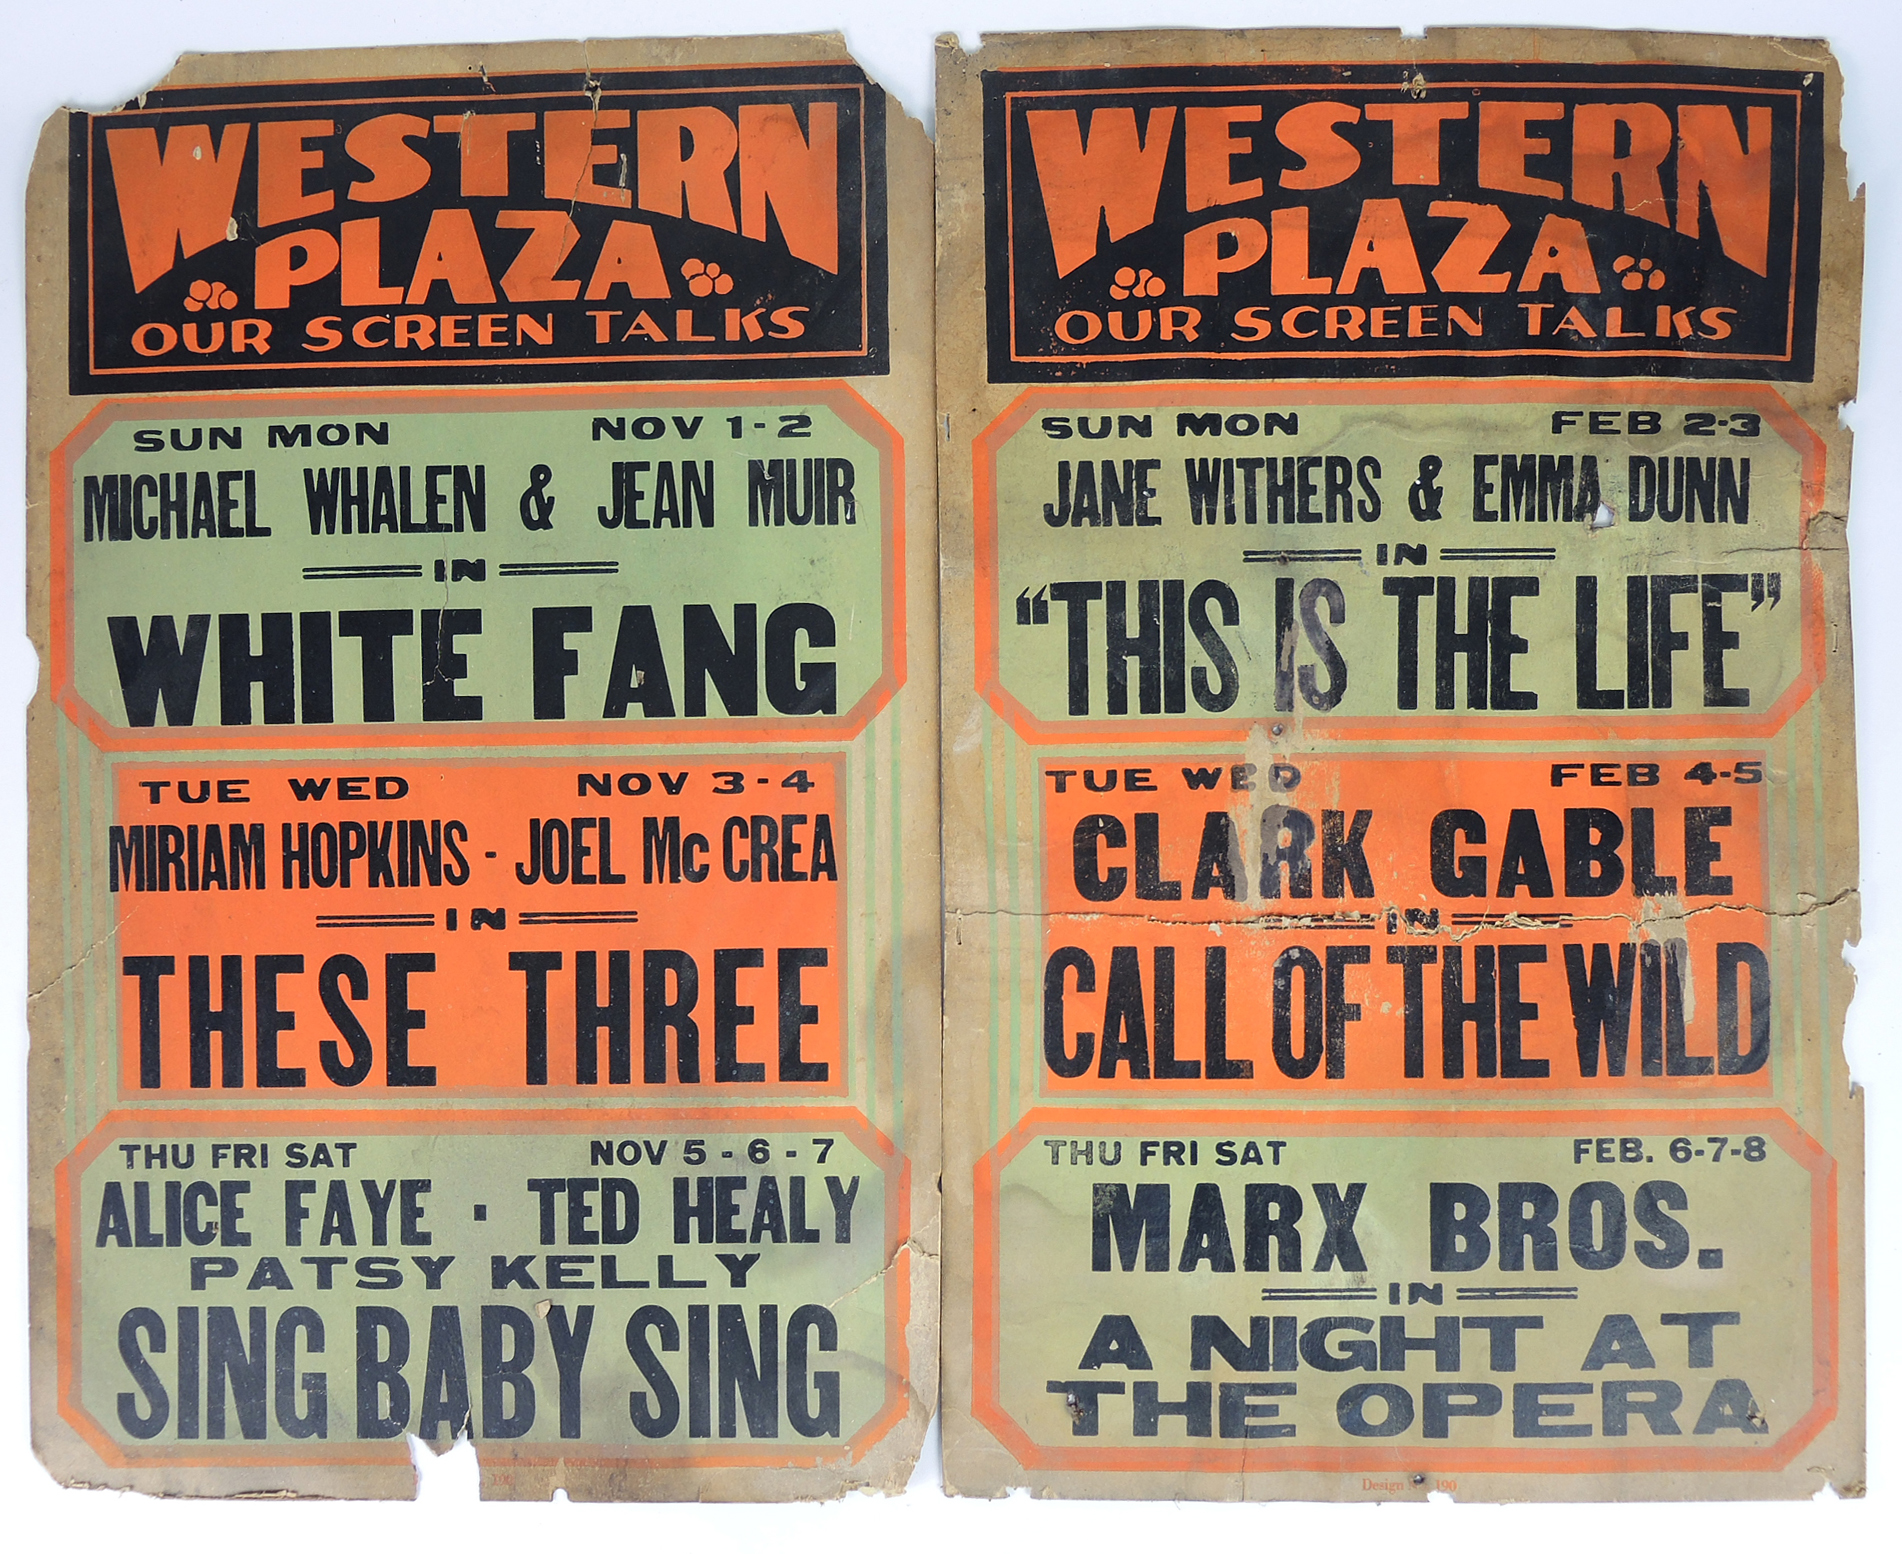 WESTERN
PLAZA
OUR SCREEN TALKS
SUN MON NOV 1-2
MICHAEL WHALEN & JEAN MUIR
IN
WHITE FANG
TUE WED NOV 3-4
MIRIAM HOPKINS - JOEL Mc CREA
IN
THESE THREE
THU FRI SAT NOV 5-6-7
ALICE FAYE · TED HEALY
PATSY KELLY
SING BABY SING
WESTERN
PLAZA
OUR SCREEN TALKS
SUN MON FEB 2-3
JANE WITHERS & EMMA DUNN
IN
“THIS IS THE LIFE”
TUE WED FEB 4-5
CLARK GABLE
IN
CALL OF THE WILD
THU FRI SAT FEB. 6-7-8
MARX BROS.
IN
A NIGHT AT
THE OPERA
Design 190